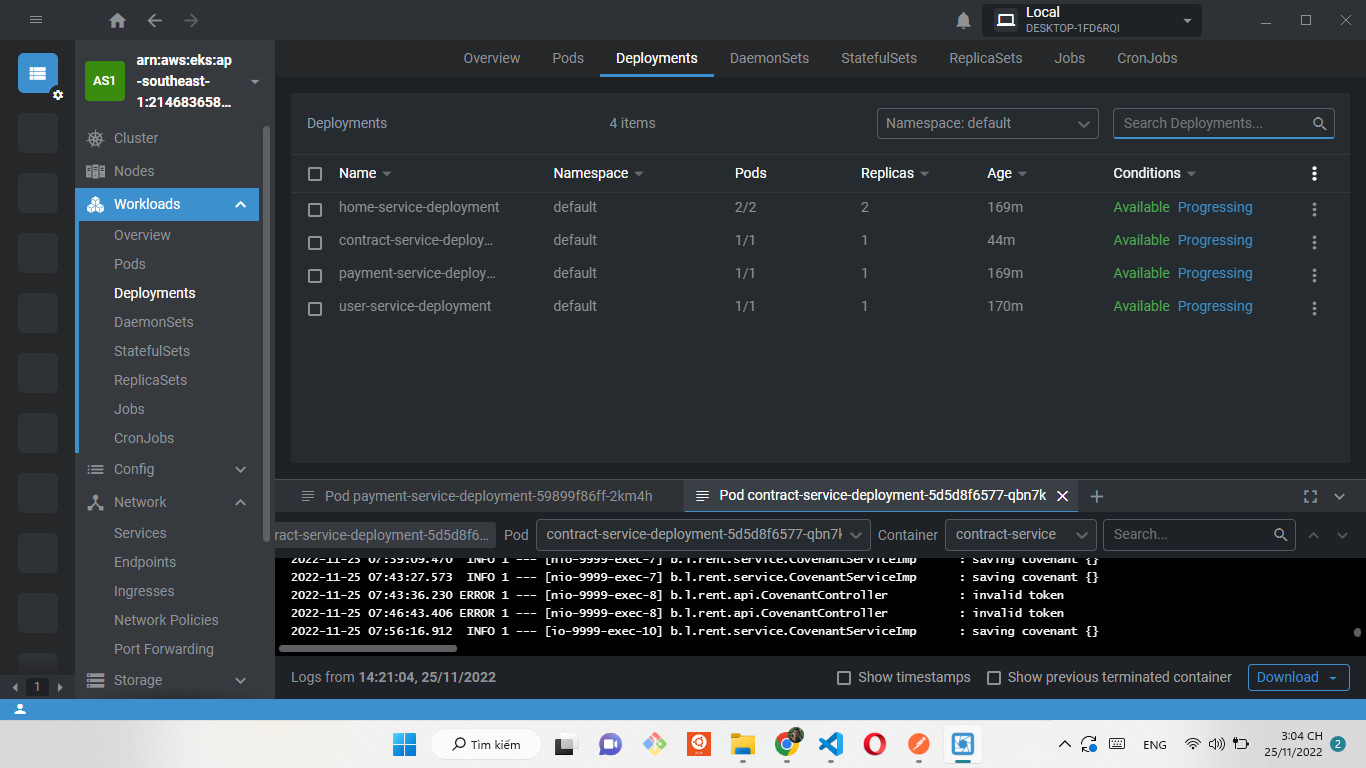 Local
DESKTOP-1FD6RQI
AS1
arn:aws:eks:ap
-southeast-
1:214683658...
Overview Pods Deployments DaemonSets StatefulSets ReplicaSets Jobs CronJobs
Cluster
Nodes
Workloads
Overview
Pods
Deployments
DaemonSets
StatefulSets
ReplicaSets
Jobs
CronJobs
Config
Network
Services
Endpoints
Ingresses
Network Policies
Port Forwarding
Storage
1
Deployments 4 items Namespace: default Search Deployments...
Name Namespace Pods Replicas Age Conditions
home-service-deployment default 2/2 2 169m Available Progressing
contract-service-deploy... default 1/1 1 44m Available Progressing
payment-service-deploy... default 1/1 1 169m Available Progressing
user-service-deployment default 1/1 1 170m Available Progressing
Pod payment-service-deployment-59899f86ff-2km4h Pod contract-service-deployment-5d5d8f6577-qbn7k
ract-service-deployment-5d5d8f6... Pod contract-service-deployment-5d5d8f6577-qbn7k Container contract-service Search...
2022-11-25 07:39:09.470 INFO 1 --- [nio-9999-exec-7] b.l.rent.service.CovenantServiceImp : saving covenant {}
2022-11-25 07:43:27.573 INFO 1 --- [nio-9999-exec-7] b.l.rent.service.CovenantServiceImp : saving covenant {}
2022-11-25 07:43:36.230 ERROR 1 --- [nio-9999-exec-8] b.l.rent.api.CovenantController : invalid token
2022-11-25 07:46:43.406 ERROR 1 --- [nio-9999-exec-8] b.l.rent.api.CovenantController : invalid token
2022-11-25 07:56:16.912 INFO 1 --- [io-9999-exec-10] b.l.rent.service.CovenantServiceImp : saving covenant {}
Logs from 14:21:04, 25/11/2022 Show timestamps Show previous terminated container Download
Tìm kiếm
ENG
3:04 CH
25/11/2022
2